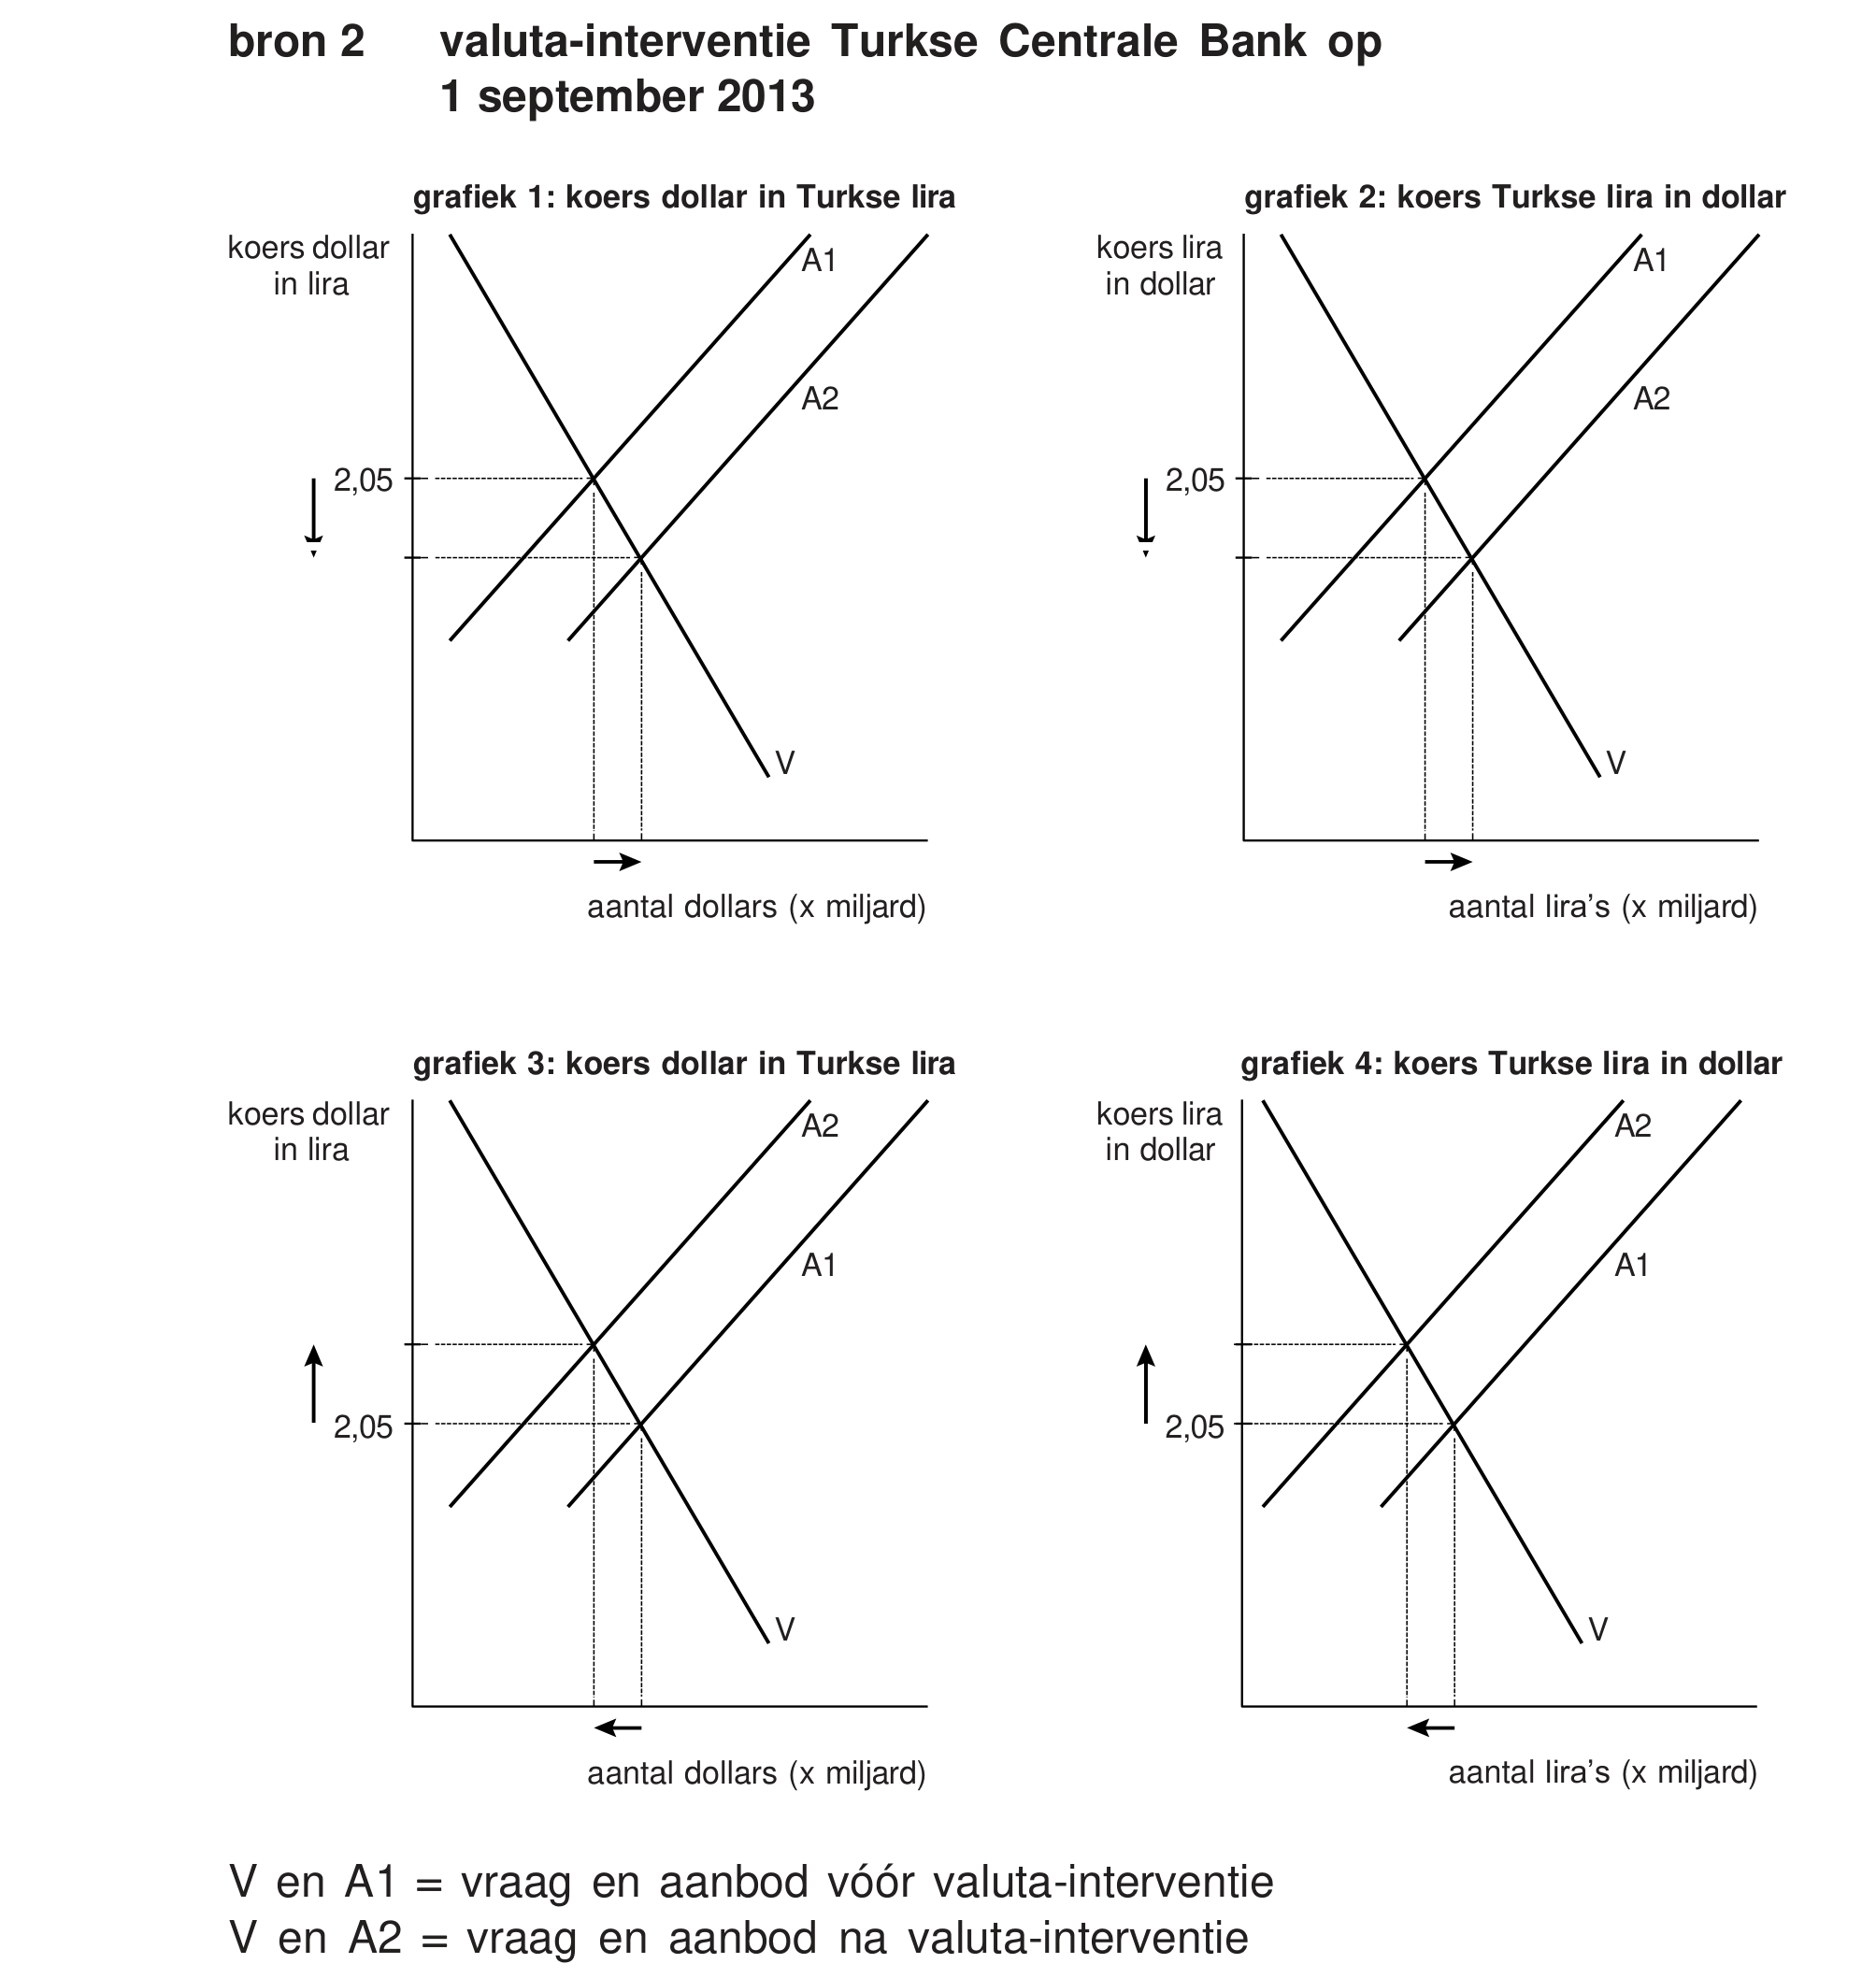 bron 2 valuta-interventie Turkse Centrale Bank op
1 september 2013
grafiek 1: koers dollar in Turkse lira
koers dollar
in lira
A1
A2
2,05
V
aantal dollars (x miljard)
grafiek 2: koers Turkse lira in dollar
koers lira
in dollar
A1
A2
2,05
V
aantal lira's (x miljard)
grafiek 3: koers dollar in Turkse lira
koers dollar
in lira
A2
A1
2,05
V
aantal dollars (x miljard)
grafiek 4: koers Turkse lira in dollar
koers lira
in dollar
A2
A1
2,05
V
aantal lira's (x miljard)
V en A1 = vraag en aanbod vóór valuta-interventie
V en A2 = vraag en aanbod na valuta-interventie